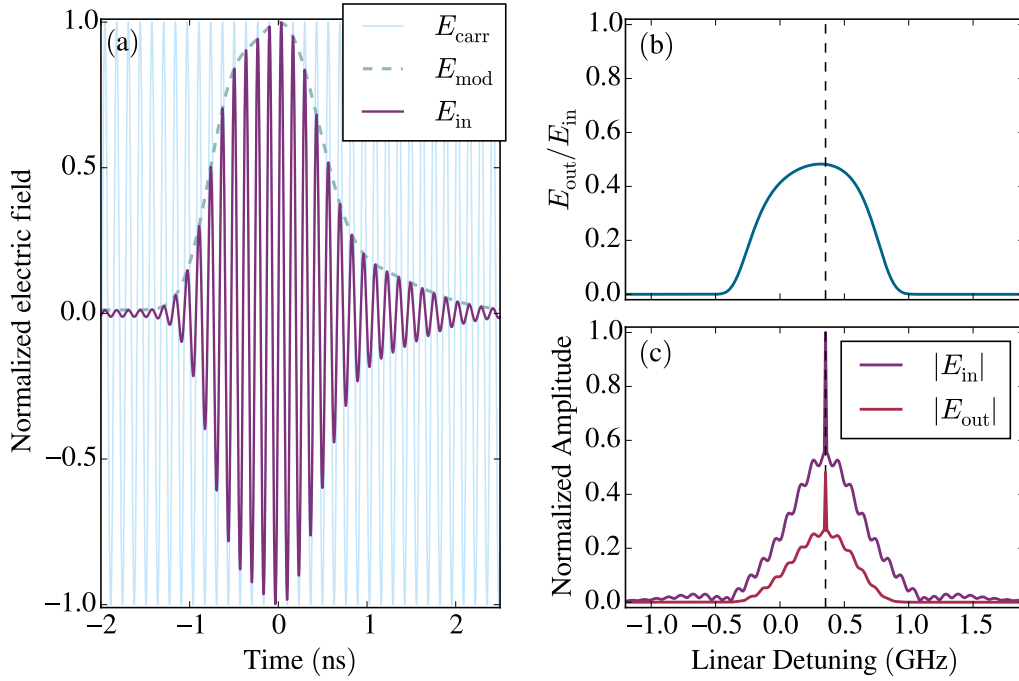 (a)
E_carr
E_mod
E_in
1.0
0.5
0.0
−0.5
−1.0
Normalized electric field
−2
−1
0
1
2
Time (ns)
(b)
1.0
0.8
0.6
0.4
0.2
0.0
E_out/E_in
(c)
|E_in|
|E_out|
1.0
0.8
0.6
0.4
0.2
0.0
Normalized Amplitude
−1.0
−0.5
0.0
0.5
1.0
1.5
Linear Detuning (GHz)